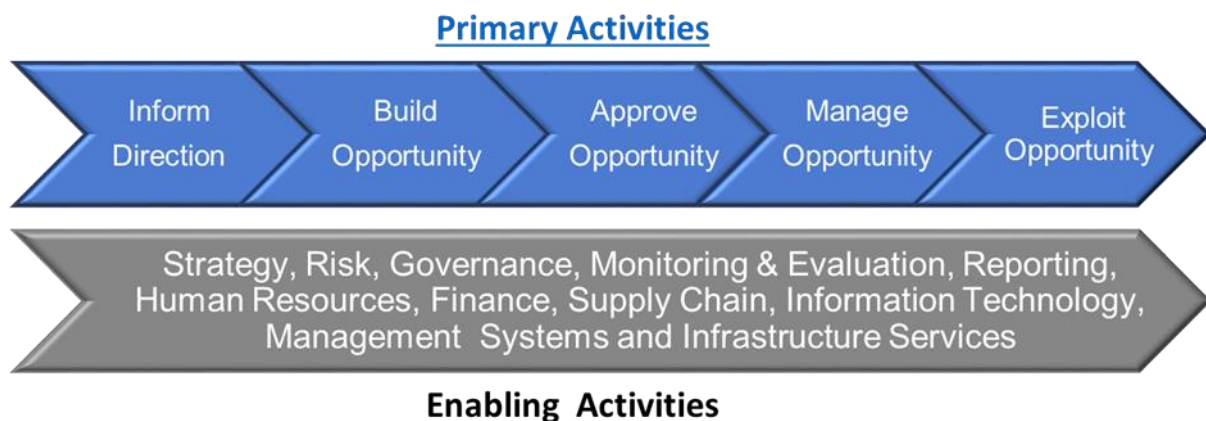 Primary Activities
Inform
Direction
Build
Opportunity
Approve
Opportunity
Manage
Opportunity
Exploit
Opportunity
Strategy, Risk, Governance, Monitoring & Evaluation, Reporting,
Human Resources, Finance, Supply Chain, Information Technology,
Management  Systems and Infrastructure Services
Enabling  Activities